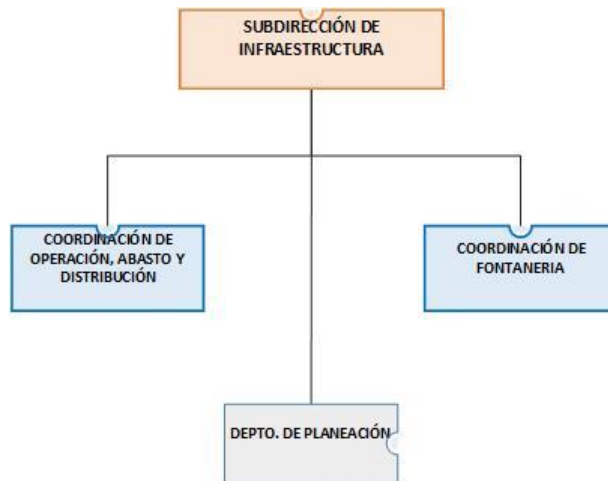 SUBDIRECCIÓN DE
INFRAESTRUCTURA
COORDINACIÓN DE
OPERACIÓN, ABASTO Y
DISTRIBUCIÓN
COORDINACIÓN DE
FONTANERIA
DEPTO. DE PLANEACIÓN